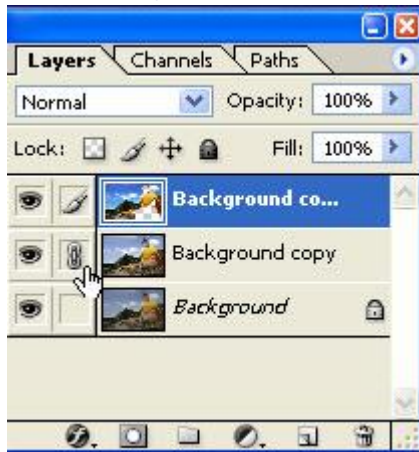 Layers Channels Paths
Normal Opacity: 100%
Lock: Fill: 100%
Background co...
Background copy
Background